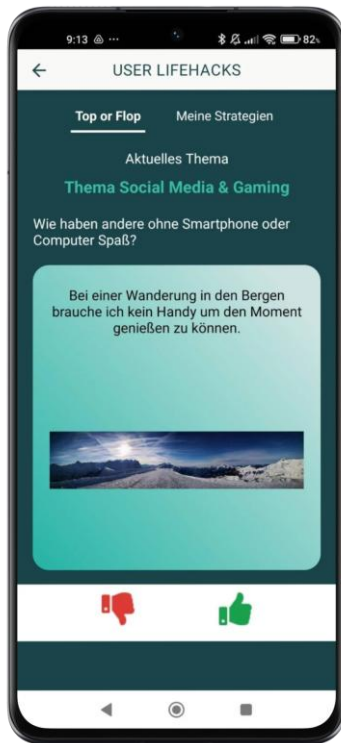 9:13 ··· 82%
USER LIFEHACKS
Top or Flop Meine Strategien
Aktuelles Thema
Thema Social Media & Gaming
Wie haben andere ohne Smartphone oder
Computer Spaß?
Bei einer Wanderung in den Bergen
brauche ich kein Handy um den Moment
genießen zu können.